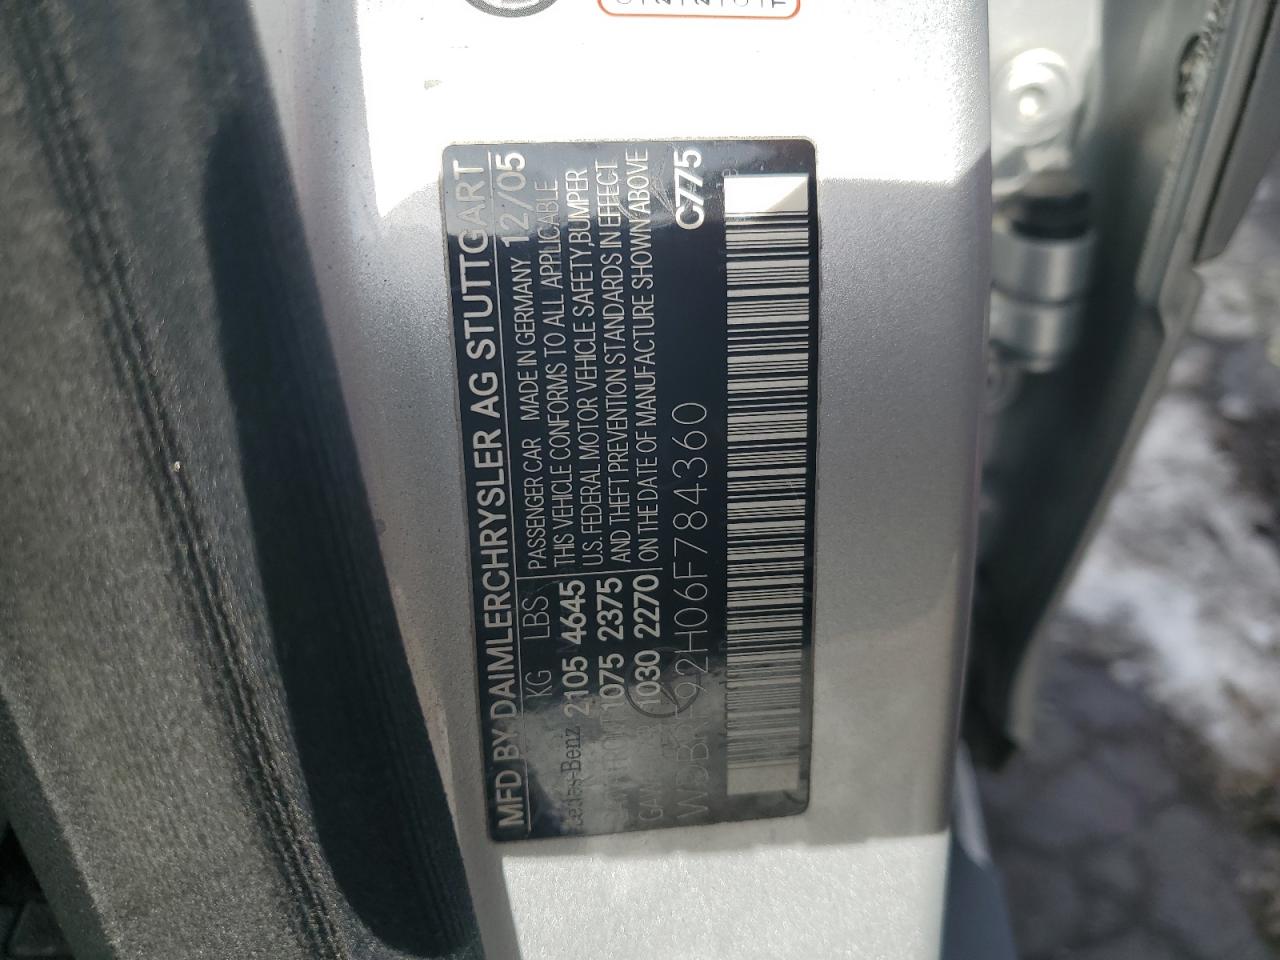 MFD BY DAIMLERCHRYSLER AG STUTTGART
KG LBS PASSENGER CAR MADE IN GERMANY 12/05
2105 4645 THIS VEHICLE CONFORMS TO ALL APPLICABLE
U.S. FEDERAL MOTOR VEHICLE SAFETY, BUMPER
1075 2375 AND THEFT PREVENTION STANDARDS IN EFFECT
1030 2270 ON THE DATE OF MANUFACTURE SHOWN ABOVE
C775
92H06F784360